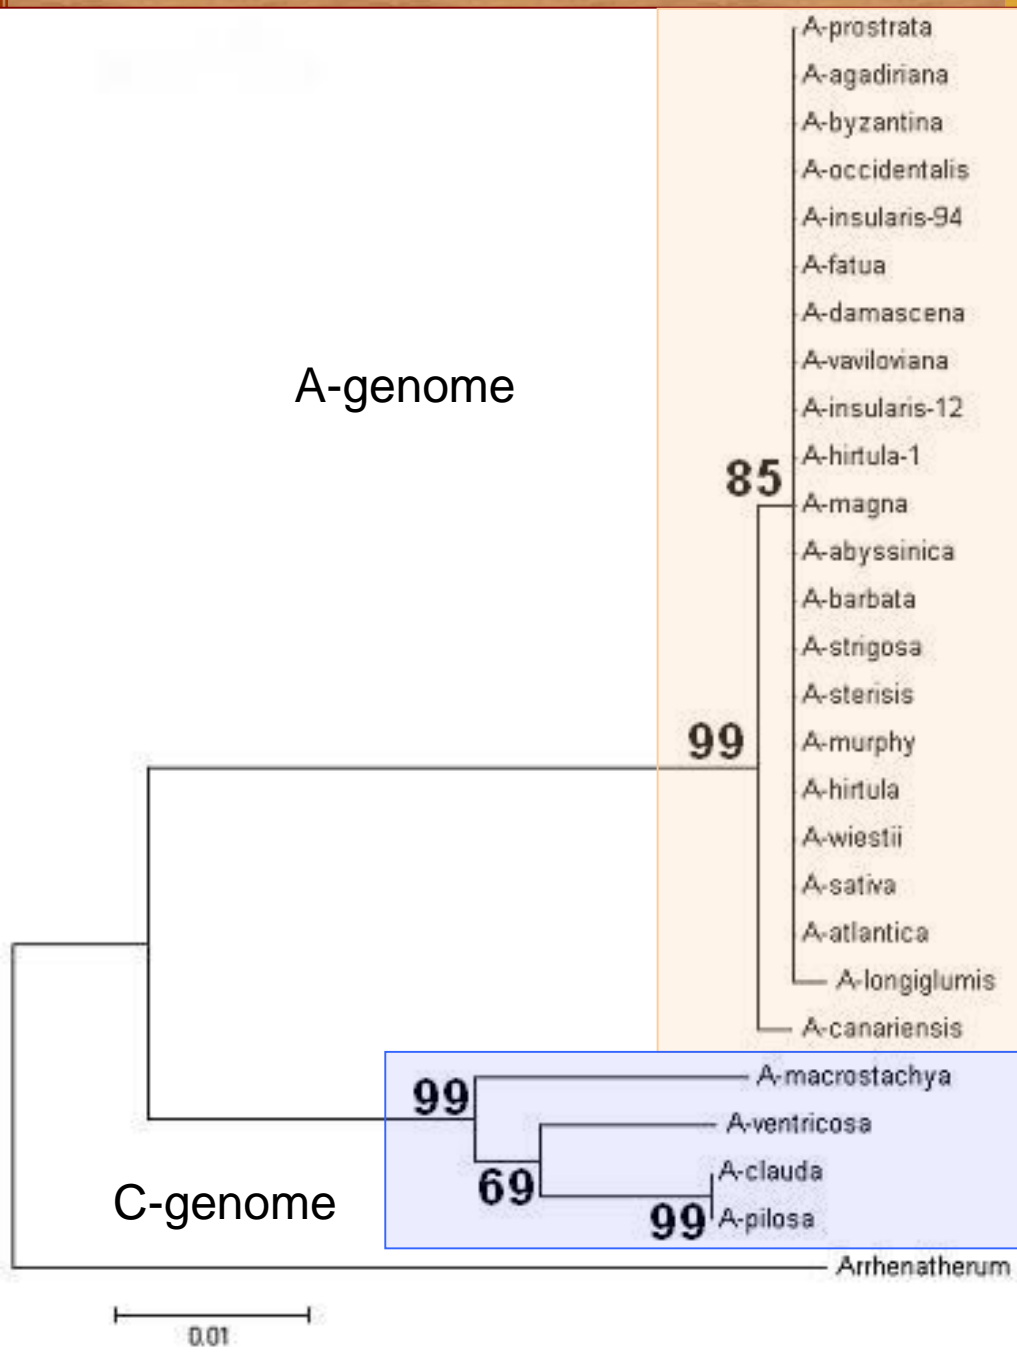 A-prostrata
A-agadiriana
A-byzantina
A-occidentalis
A-insularis-94
A-fatua
A-damascena
A-vaviloviana
A-genome
A-insularis-12
A-hirtula-1
85
A-magna
A-abyssinica
A-barbata
A-strigosa
A-sterisis
99
A-murphy
A-hirtula
A-wiestii
A-sativa
A-atlantica
A-longiglumis
A-canariensis
A-macrostachya
99
A-ventricosa
A-clauda
69
C-genome
99
A-pilosa
Arrhenatherum
0.01